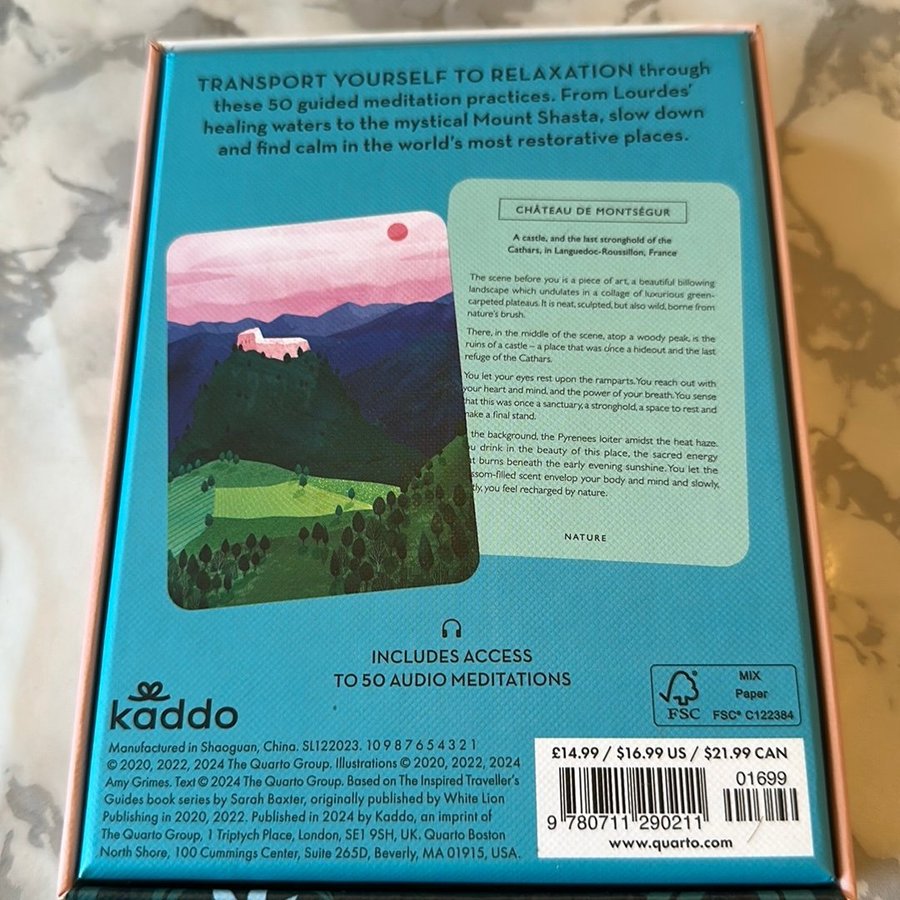 TRANSPORT YOURSELF TO RELAXATION through
these 50 guided meditation practices. From Lourdes'
healing waters to the mystical Mount Shasta, slow down
and find calm in the world's most restorative places.
CHÂTEAU DE MONTSÉGUR
A castle, and the last stronghold of the
Cathars, in Languedoc-Roussillon, France
The scene before you is a piece of art, a beautiful billowing
landscape which undulates in a collage of luxurious green-
carpeted plateaus. It is neat, sculpted, but also wild, borne from
nature's brush.
There, in the middle of the scene, atop a woody peak, is the
ruins of a castle – a place that was once a hideout and the last
refuge of the Cathars.
You let your eyes rest upon the ramparts. You reach out with
your heart and mind, and the power of your breath. You sense
that this was once a sanctuary, a stronghold, a space to rest and
make a final stand.
the background, the Pyrenees loiter amidst the heat haze.
drink in the beauty of this place, the sacred energy
burns beneath the early evening sunshine. You let the
ssom-filled scent envelop your body and mind and slowly,
tly, you feel recharged by nature.
NATURE
INCLUDES ACCESS
TO 50 AUDIO MEDITATIONS
kaddo
Manufactured in Shaoguan, China. SL122023. 10 9 8 7 6 5 4 3 2 1
© 2020, 2022, 2024 The Quarto Group. Illustrations © 2020, 2022, 2024
Amy Grimes. Text © 2024 The Quarto Group. Based on The Inspired Traveller's
Guides book series by Sarah Baxter, originally published by White Lion
Publishing in 2020, 2022. Published in 2024 by Kaddo, an imprint of
The Quarto Group, 1 Triptych Place, London, SE1 9SH, UK. Quarto Boston
North Shore, 100 Cummings Center, Suite 265D, Beverly, MA 01915, USA.
FSC
MIX
Paper
FSC® C122384
£14.99 / $16.99 US / $21.99 CAN
01699
9 780711 290211
www.quarto.com